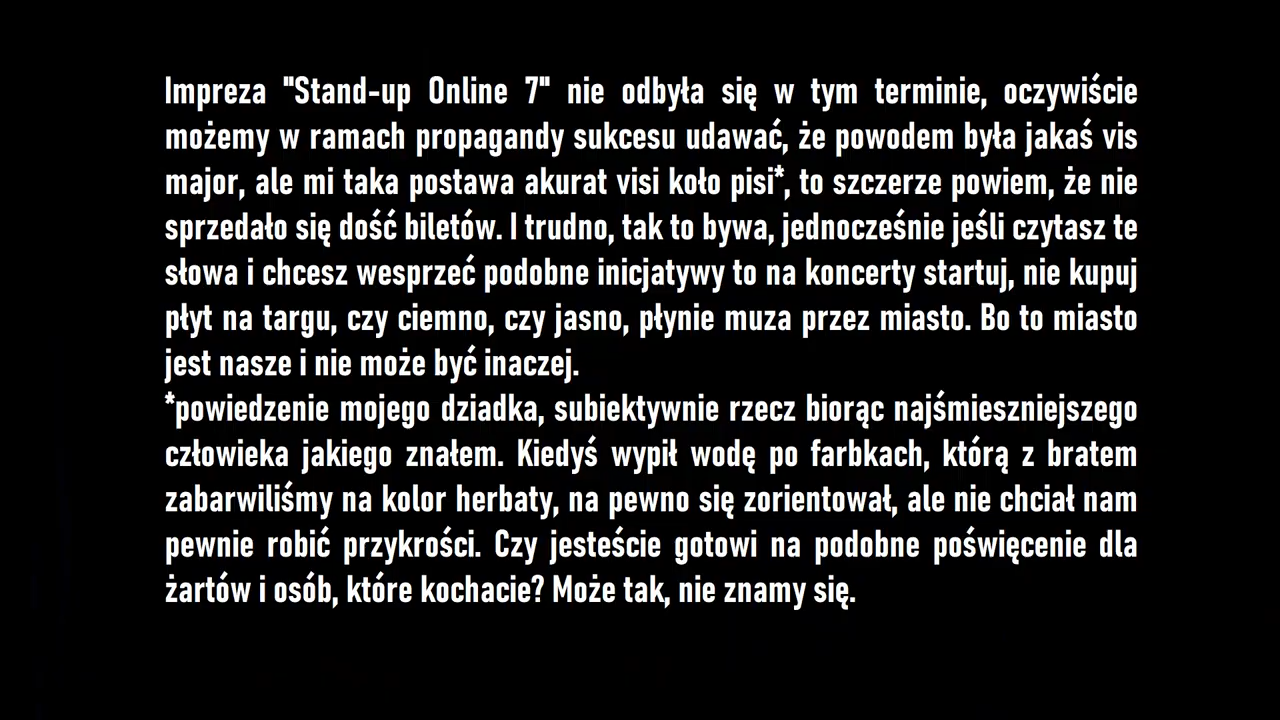 Impreza "Stand-up Online 7" nie odbyła się w tym terminie, oczywiście
możemy w ramach propagandy sukcesu udawać, że powodem była jakaś vis
major, ale mi taka postawa akurat visi koło pisi*, to szczerze powiem, że nie
sprzedało się dość biletów. I trudno, tak to bywa, jednocześnie jeśli czytasz te
słowa i chcesz wesprzeć podobne inicjatywy to na koncerty startuj, nie kupuj
płyt na targu, czy ciemno, czy jasno, płynie muza przez miasto. Bo to miasto
jest nasze i nie może być inaczej.
*powiedzenie mojego dziadka, subiektywnie rzecz biorąc najśmieszniejszego
człowieka jakiego znałem. Kiedyś wypił wodę po farbkach, którą z bratem
zabarwiliśmy na kolor herbaty, na pewno się zorientował, ale nie chciał nam
pewnie robić przykrości. Czy jesteście gotowi na podobne poświęcenie dla
żartów i osób, które kochacie? Może tak, nie znamy się.